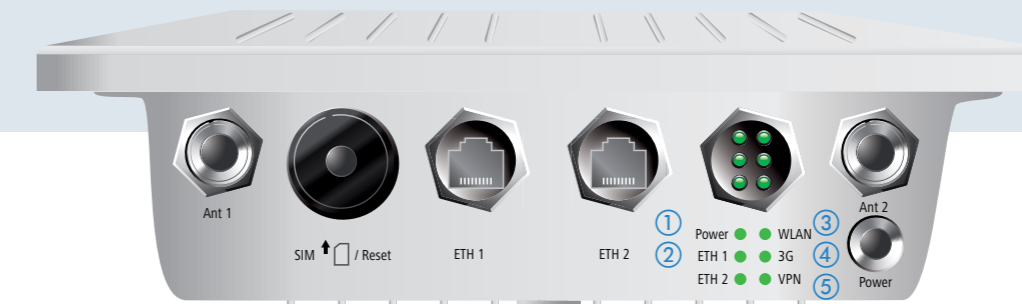 Ant 1
SIM / Reset
ETH 1
ETH 2
① Power WLAN ③
② ETH 1 3G ④
ETH 2 VPN ⑤
Ant 2
Power